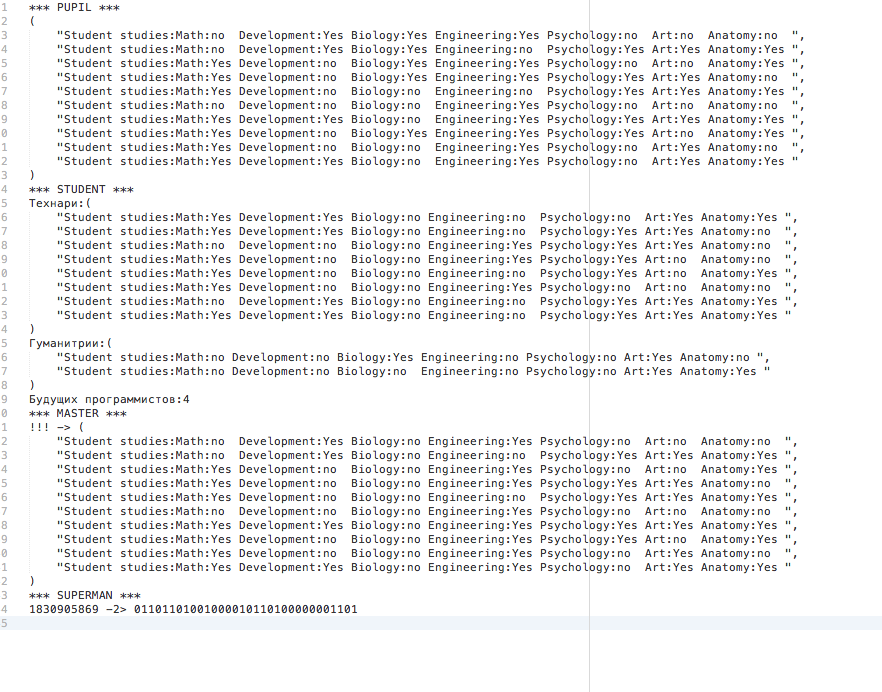 1 *** PUPIL ***
2 (
3 "Student studies:Math:no  Development:Yes Biology:Yes Engineering:Yes Psychology:no  Art:no  Anatomy:no  ",
4 "Student studies:Math:no  Development:Yes Biology:Yes Engineering:no  Psychology:Yes Art:Yes Anatomy:Yes ",
5 "Student studies:Math:Yes Development:no  Biology:Yes Engineering:Yes Psychology:no  Art:Yes Anatomy:no  ",
6 "Student studies:Math:Yes Development:Yes Biology:Yes Engineering:no  Psychology:no  Art:Yes Anatomy:Yes ",
7 "Student studies:Math:Yes Development:no  Biology:no  Engineering:no  Psychology:Yes Art:Yes Anatomy:Yes ",
8 "Student studies:Math:no  Development:no  Biology:no  Engineering:Yes Psychology:no  Art:no  Anatomy:no  ",
9 "Student studies:Math:Yes Development:Yes Biology:Yes Engineering:Yes Psychology:Yes Art:Yes Anatomy:Yes ",
0 "Student studies:Math:no  Development:no  Biology:Yes Engineering:Yes Psychology:Yes Art:no  Anatomy:Yes ",
1 "Student studies:Math:Yes Development:Yes Biology:no  Engineering:Yes Psychology:no  Art:Yes Anatomy:no  ",
2 "Student studies:Math:Yes Development:Yes Biology:no  Engineering:Yes Psychology:no  Art:Yes Anatomy:Yes "
3 )
4 *** STUDENT ***
5 Технари:(
6 "Student studies:Math:Yes Development:Yes Biology:no Engineering:no  Psychology:no  Art:Yes Anatomy:Yes ",
7 "Student studies:Math:Yes Development:no  Biology:no Engineering:no  Psychology:Yes Art:Yes Anatomy:no  ",
8 "Student studies:Math:no  Development:no  Biology:no Engineering:Yes Psychology:Yes Art:Yes Anatomy:Yes ",
9 "Student studies:Math:Yes Development:no  Biology:no Engineering:Yes Psychology:Yes Art:no  Anatomy:no  ",
0 "Student studies:Math:Yes Development:no  Biology:no Engineering:no  Psychology:no  Art:no  Anatomy:Yes ",
1 "Student studies:Math:Yes Development:no  Biology:no Engineering:Yes Psychology:Yes Art:no  Anatomy:no  ",
2 "Student studies:Math:no  Development:Yes Biology:no Engineering:no  Psychology:no  Art:Yes Anatomy:Yes ",
3 "Student studies:Math:Yes Development:Yes Biology:no Engineering:no  Psychology:Yes Art:Yes Anatomy:Yes "
4 )
5 Гуманитрии:(
6 "Student studies:Math:no Development:no Biology:Yes Engineering:no Psychology:no Art:Yes Anatomy:no ",
7 "Student studies:Math:no Development:no Biology:no  Engineering:no Psychology:no Art:Yes Anatomy:Yes "
8 )
9 Будущих программистов:4
0 *** MASTER ***
1 !!! -> (
2 "Student studies:Math:no  Development:Yes Biology:no Engineering:Yes Psychology:no  Art:no  Anatomy:no  ",
3 "Student studies:Math:no  Development:Yes Biology:no Engineering:no  Psychology:Yes Art:Yes Anatomy:Yes ",
4 "Student studies:Math:Yes Development:no  Biology:no Engineering:Yes Psychology:no  Art:Yes Anatomy:Yes ",
5 "Student studies:Math:Yes Development:no  Biology:no Engineering:Yes Psychology:no  Art:Yes Anatomy:no  ",
6 "Student studies:Math:Yes Development:no  Biology:no Engineering:no  Psychology:no  Art:Yes Anatomy:Yes ",
7 "Student studies:Math:no  Development:no  Biology:no Engineering:Yes Psychology:no  Art:Yes Anatomy:no  ",
8 "Student studies:Math:Yes Development:Yes Biology:no Engineering:Yes Psychology:Yes Art:Yes Anatomy:Yes ",
9 "Student studies:Math:Yes Development:no  Biology:no Engineering:Yes Psychology:Yes Art:no  Anatomy:Yes ",
0 "Student studies:Math:Yes Development:no  Biology:no Engineering:Yes Psychology:no  Art:Yes Anatomy:no  ",
1 "Student studies:Math:Yes Development:no  Biology:no Engineering:Yes Psychology:no  Art:Yes Anatomy:Yes "
2 )
3 *** SUPERMAN ***
4 1830905869 -2> 01101101001000010110100000001101
5